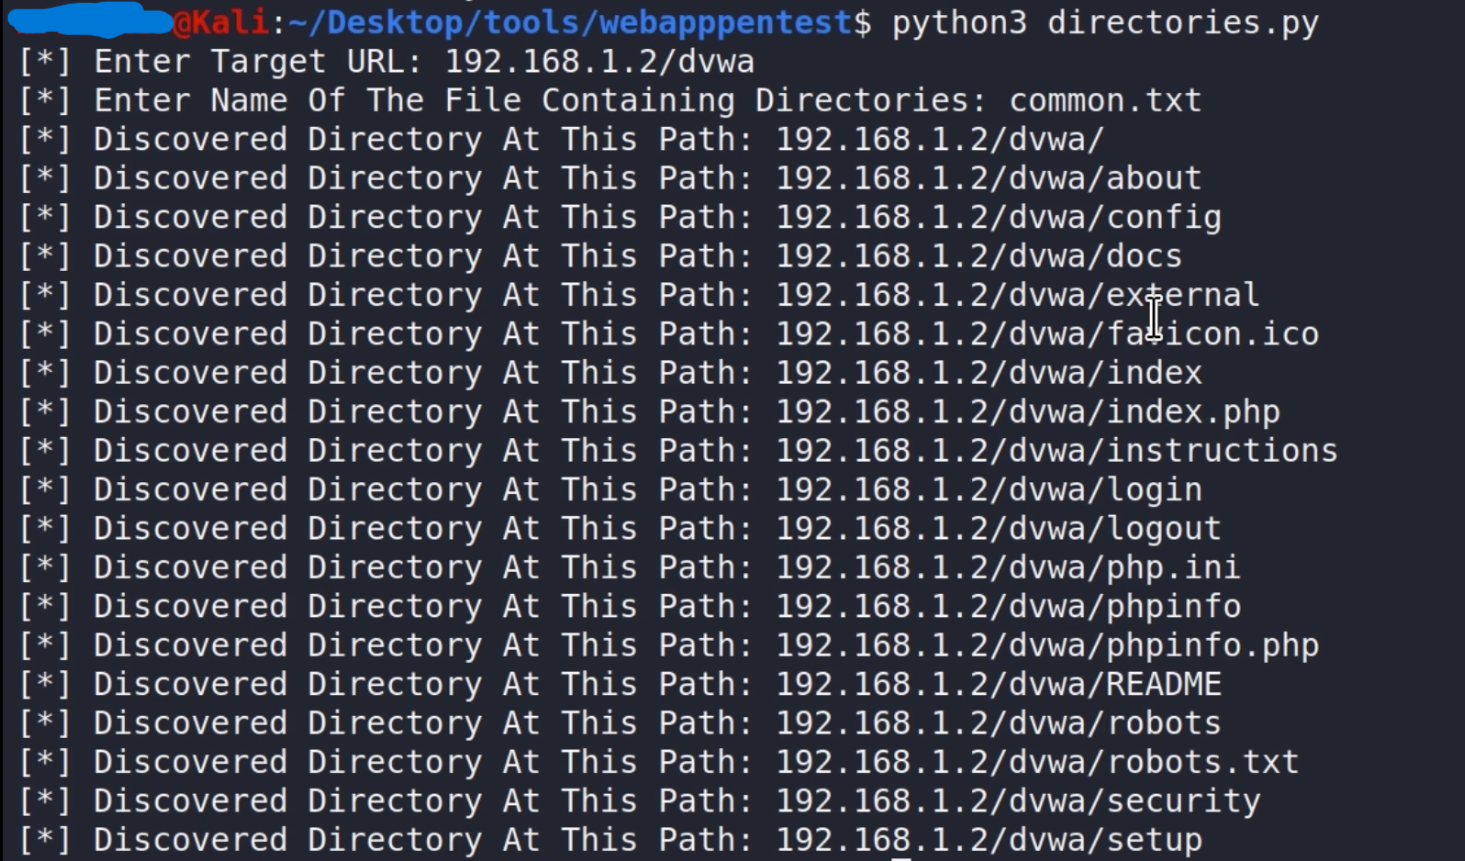 @Kali:~/Desktop/tools/webapppentest$ python3 directories.py
[*] Enter Target URL: 192.168.1.2/dvwa
[*] Enter Name Of The File Containing Directories: common.txt
[*] Discovered Directory At This Path: 192.168.1.2/dvwa/
[*] Discovered Directory At This Path: 192.168.1.2/dvwa/about
[*] Discovered Directory At This Path: 192.168.1.2/dvwa/config
[*] Discovered Directory At This Path: 192.168.1.2/dvwa/docs
[*] Discovered Directory At This Path: 192.168.1.2/dvwa/external
[*] Discovered Directory At This Path: 192.168.1.2/dvwa/favicon.ico
[*] Discovered Directory At This Path: 192.168.1.2/dvwa/index
[*] Discovered Directory At This Path: 192.168.1.2/dvwa/index.php
[*] Discovered Directory At This Path: 192.168.1.2/dvwa/instructions
[*] Discovered Directory At This Path: 192.168.1.2/dvwa/login
[*] Discovered Directory At This Path: 192.168.1.2/dvwa/logout
[*] Discovered Directory At This Path: 192.168.1.2/dvwa/php.ini
[*] Discovered Directory At This Path: 192.168.1.2/dvwa/phpinfo
[*] Discovered Directory At This Path: 192.168.1.2/dvwa/phpinfo.php
[*] Discovered Directory At This Path: 192.168.1.2/dvwa/README
[*] Discovered Directory At This Path: 192.168.1.2/dvwa/robots
[*] Discovered Directory At This Path: 192.168.1.2/dvwa/robots.txt
[*] Discovered Directory At This Path: 192.168.1.2/dvwa/security
[*] Discovered Directory At This Path: 192.168.1.2/dvwa/setup